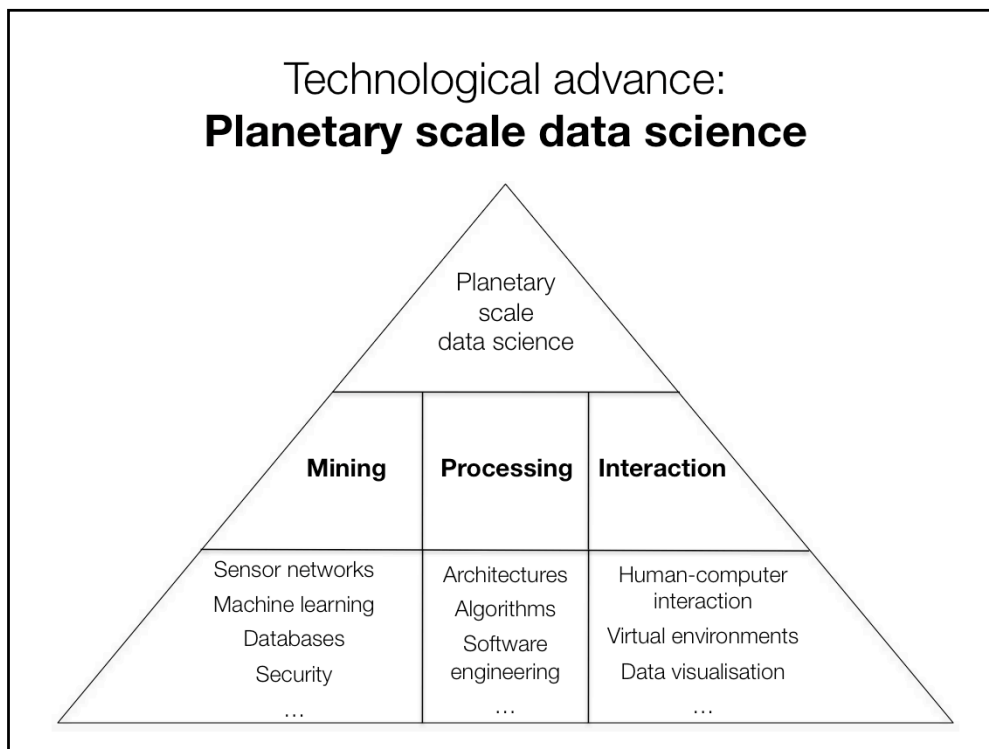 Technological advance:
Planetary scale data science
Planetary
scale
data science
Mining
Processing
Interaction
Sensor networks
Machine learning
Databases
Security
…
Architectures
Algorithms
Software
engineering
…
Human-computer
interaction
Virtual environments
Data visualisation
…